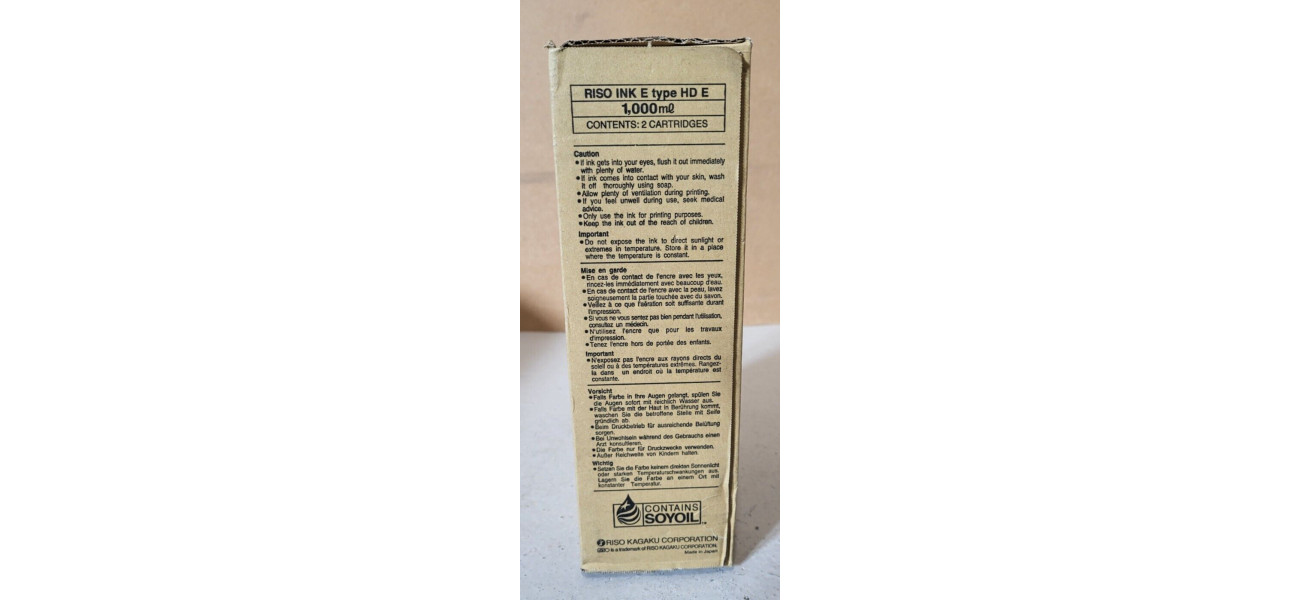 RISO INK E type HD E
1,000mℓ
CONTENTS: 2 CARTRIDGES
Caution
•If ink gets into your eyes, flush it out immediately
with plenty of water.
•If ink comes into contact with your skin, wash
it off thoroughly using soap.
•Allow plenty of ventilation during printing.
•If you feel unwell during use, seek medical
advice.
•Only use the ink for printing purposes.
•Keep the ink out of the reach of children.
Important
•Do not expose the ink to direct sunlight or
extremes in temperature. Store it in a place
where the temperature is constant.
Mise en garde
•En cas de contact de l'encre avec les yeux,
rincez-les immédiatement avec beaucoup d'eau.
•En cas de contact de l'encre avec la peau, lavez
soigneusement la partie touchée avec du savon.
•Veillez à ce que l'aération soit suffisante durant
l'impression.
•Si vous ne vous sentez pas bien pendant l'utilisation,
consultez un médecin.
•N'utilisez l'encre que pour les travaux
d'impression.
•Tenez l'encre hors de portée des enfants.
Important
•N'exposez pas l'encre aux rayons directs du
soleil ou à des températures extrêmes. Rangez-
la dans un endroit où la température est
constante.
Vorsicht
•Falls Farbe in Ihre Augen gelangt, spülen Sie
die Augen sofort mit reichlich Wasser aus.
•Falls Farbe mit der Haut in Berührung kommt,
waschen Sie die betroffene Stelle mit Seife
gründlich ab.
•Beim Druckbetrieb für ausreichende Belüftung
sorgen.
•Bei Unwohlsein während des Gebrauchs einen
Arzt konsultieren.
•Die Farbe nur für Druckzwecke verwenden.
•Außer Reichweite von Kindern halten.
Wichtig
•Setzen Sie die Farbe keinem direkten Sonnenlicht
oder starken Temperaturschwankungen aus.
Lagern Sie die Farbe an einem Ort mit
konstanter Temperatur.
CONTAINS
SOYOIL™
RISO KAGAKU CORPORATION
RISO is a trademark of RISO KAGAKU CORPORATION.
Made in Japan